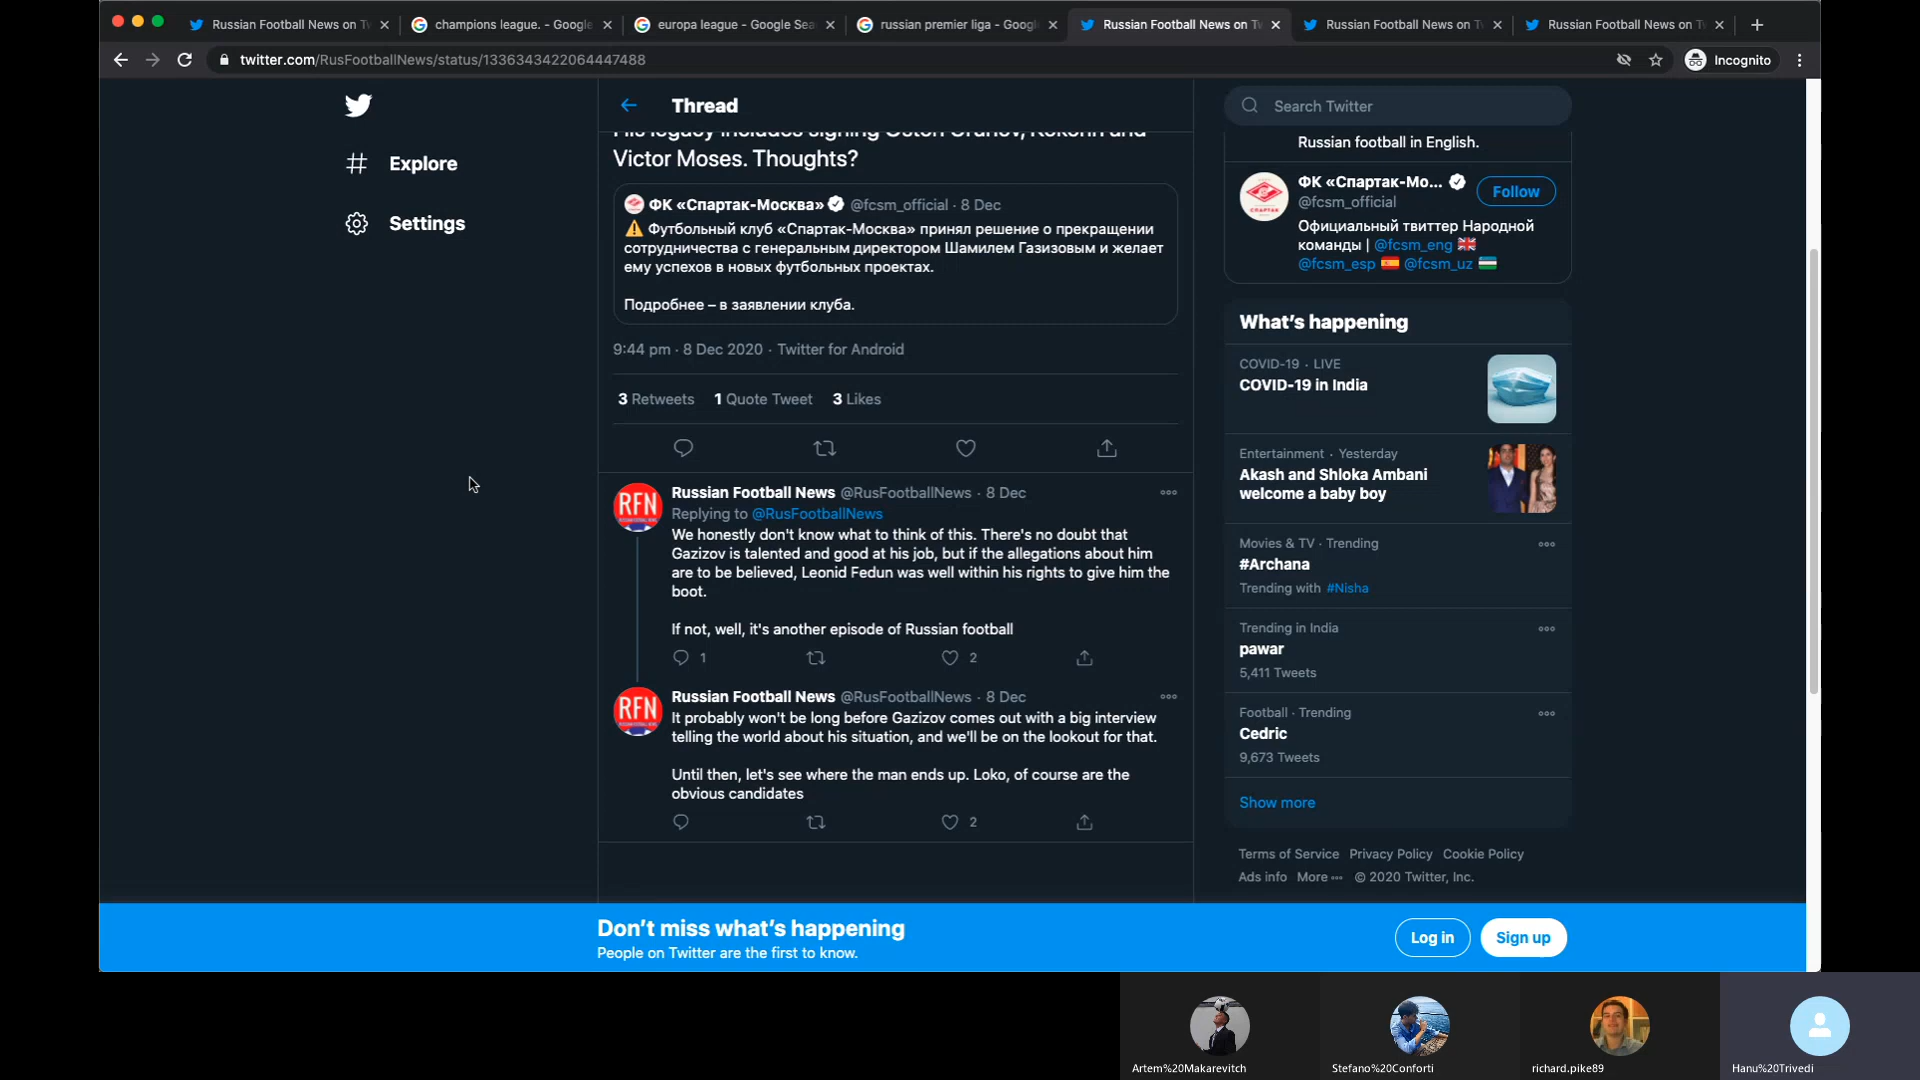 Russian Football News on Tw
champions league. - Google
europa league - Google Sea
russian premier liga - Googl
Russian Football News on Tw
Russian Football News on Tw
Russian Football News on Tw
twitter.com/RusFootballNews/status/1336343422064447488
Incognito
Explore
Settings
Thread
His legacy includes signing
and
Victor Moses. Thoughts?
ФК «Спартак-Москва» @fcsm_official · 8 Dec
⚠️ Футбольный клуб «Спартак-Москва» принял решение о прекращении
сотрудничества с генеральным директором Шамилем Газизовым и желает
ему успехов в новых футбольных проектах.
Подробнее – в заявлении клуба.
9:44 pm · 8 Dec 2020 · Twitter for Android
3 Retweets 1 Quote Tweet 3 Likes
Russian Football News @RusFootballNews · 8 Dec
Replying to @RusFootballNews
We honestly don't know what to think of this. There's no doubt that
Gazizov is talented and good at his job, but if the allegations about him
are to be believed, Leonid Fedun was well within his rights to give him the
boot.
If not, well, it's another episode of Russian football
1 2
RFN
Russian Football News @RusFootballNews · 8 Dec
It probably won't be long before Gazizov comes out with a big interview
telling the world about his situation, and we'll be on the lookout for that.
Until then, let's see where the man ends up. Loko, of course are the
obvious candidates
2
RFN
Search Twitter
Russian football in English.
ФК «Спартак-Мо...
@fcsm_official
Follow
Официальный твиттер Народной
команды | @fcsm_eng 🇬🇧
@fcsm_esp 🇪🇸 @fcsm_uz 🇺🇿
What's happening
COVID-19 · LIVE
COVID-19 in India
Entertainment · Yesterday
Akash and Shloka Ambani
welcome a baby boy
Movies & TV · Trending
#Archana
Trending with #Nisha
Trending in India
pawar
5,411 Tweets
Football · Trending
Cedric
9,673 Tweets
Show more
Terms of Service Privacy Policy Cookie Policy
Ads info More ··· © 2020 Twitter, Inc.
Don't miss what's happening
People on Twitter are the first to know.
Log in
Sign up
Artem%20Makarevitch
Stefano%20Conforti
richard.pike89
Hanu%20Trivedi